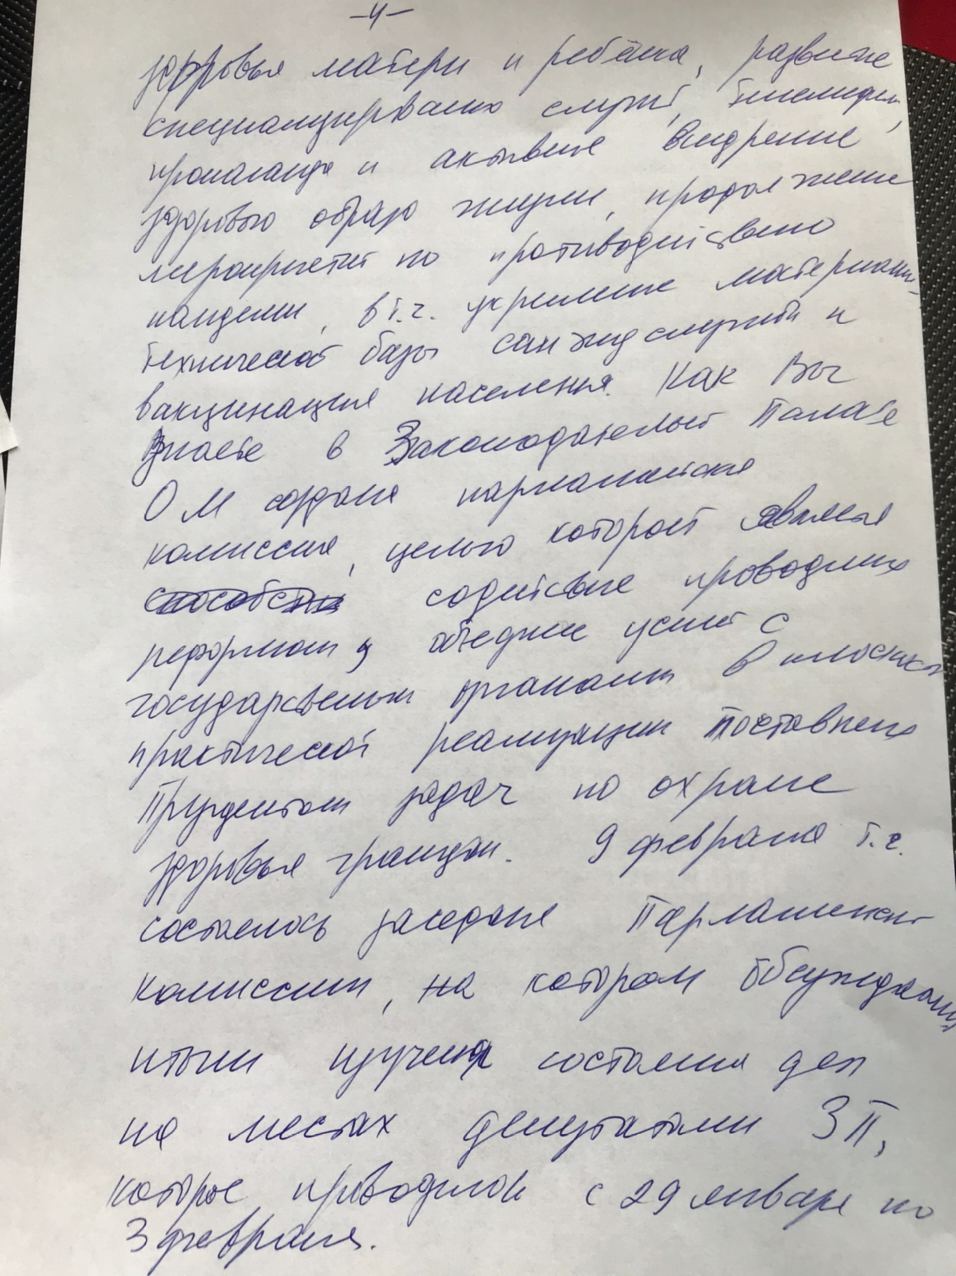 -4-
здоровья матери и ребёнка, развитие
специализированных служб,
пропаганда и активное внедрение
здорового образа жизни, продолжение
мероприятий по противодействию
пандемии, в т.ч. укрепление материально-
технической базы санэпидслужбы и
вакцинация населения. Как Вы
знаете в Законодательной Палате
ОМ создана парламентская
комиссия, целью которой является
содействие проводимым
реформам и объединение усилий с
государственными органами в
практической реализации поставленных
Президентом задач по охране
здоровья граждан. 9 февраля т.г.
состоялось заседание Парламентской
комиссии, на котором обсуждались
итоги изучения состояния дел
на местах депутатами ЗП,
которое проводилось с 29 января по
3 февраля.